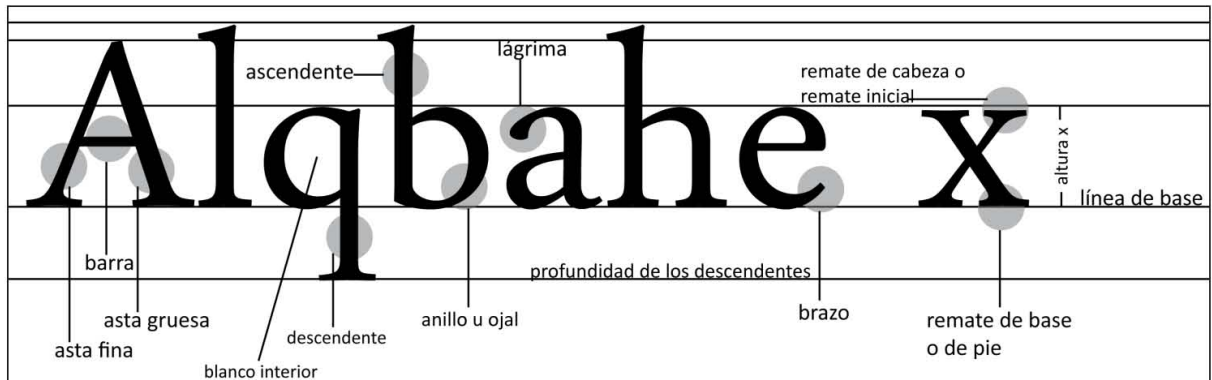 lágrima
ascendente
remate de cabeza o
remate inicial
Alqbahe x
altura x
línea de base
barra
profundidad de los descendentes
asta gruesa
anillo u ojal
brazo
remate de base
o de pie
descendente
asta fina
blanco interior